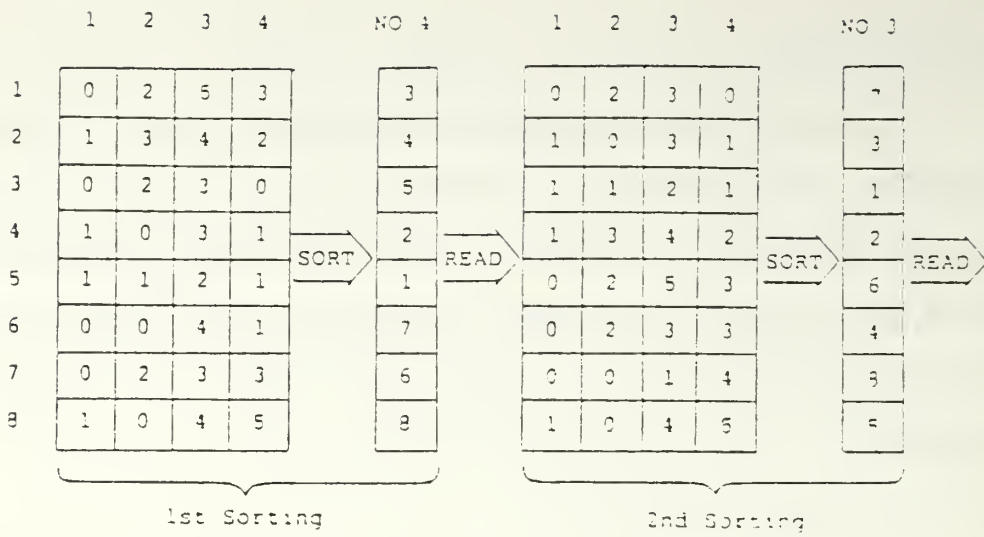 1 2 3 4 NO 4 1 2 3 4 NO 3
1 0 2 5 3 3 0 2 3 0 7
2 1 3 4 2 4 1 0 3 1 3
3 0 2 3 0 5 1 1 2 1 1
4 1 0 3 1 2 1 3 4 2 2
SORT READ SORT READ
5 1 1 2 1 1 0 2 5 3 6
6 0 0 4 1 7 0 2 3 3 4
7 0 2 3 3 6 0 0 1 4
8 1 0 4 5 8 1 0 4 5
1st Sorting 2nd Sorting